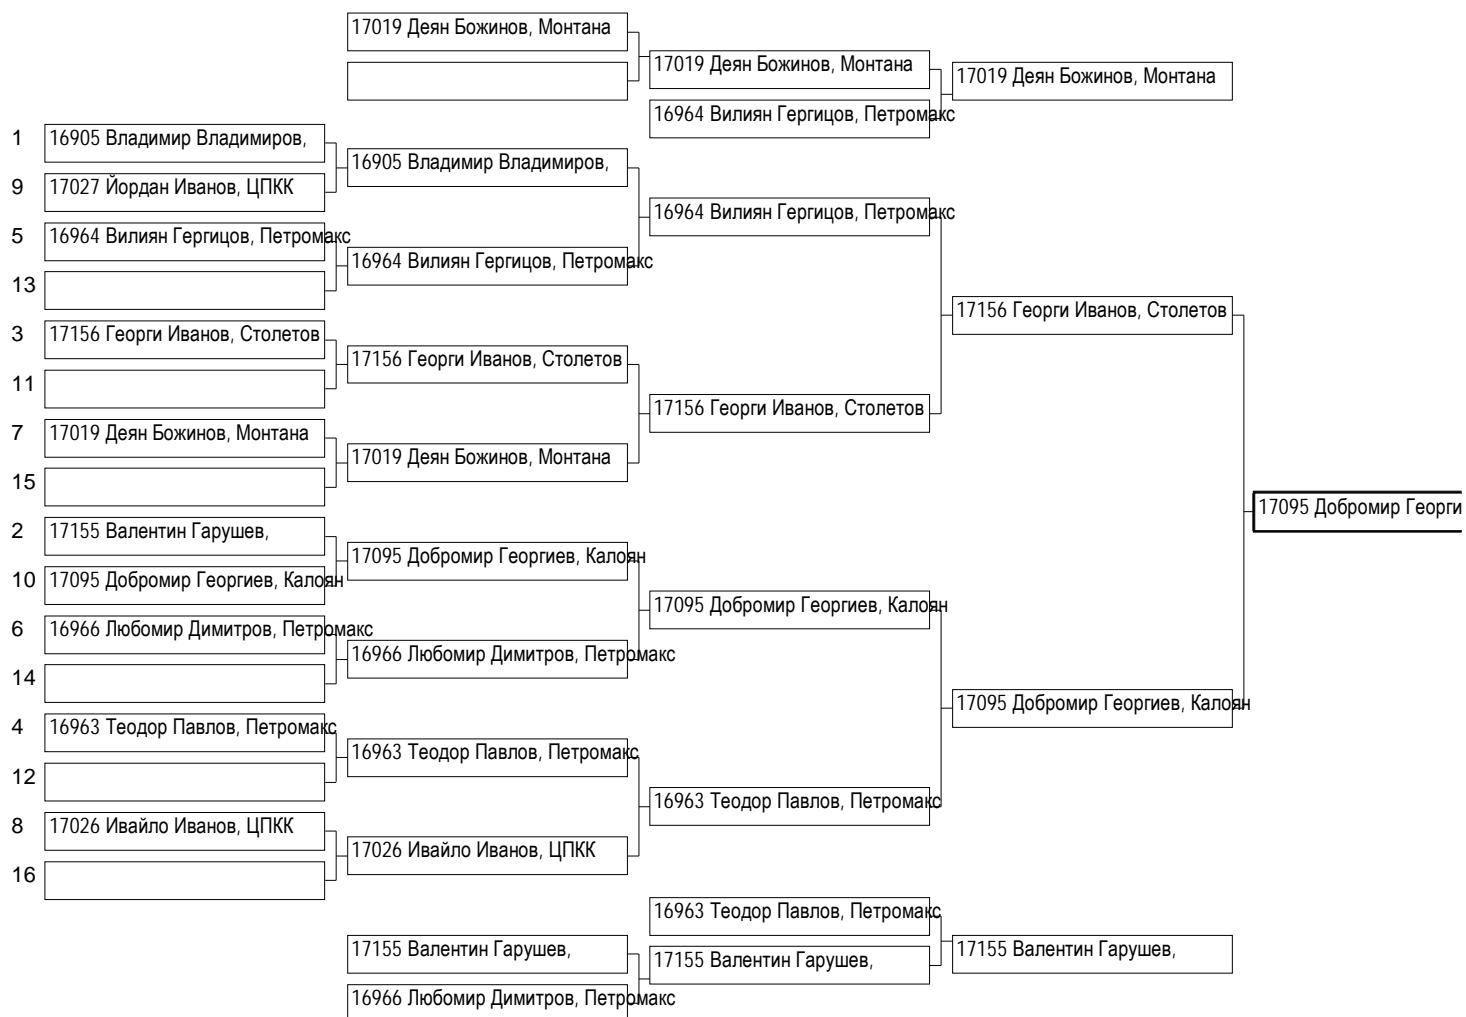 17019 Деян Божинов, Монтана
17019 Деян Божинов, Монтана
17019 Деян Божинов, Монтана
16964 Вилиян Гергицов, Петромакс
1 16905 Владимир Владимиров,
16905 Владимир Владимиров,
9 17027 Йордан Иванов, ЦПКК
16964 Вилиян Гергицов, Петромакс
5 16964 Вилиян Гергицов, Петромакс
16964 Вилиян Гергицов, Петромакс
13
17156 Георги Иванов, Столетов
3 17156 Георги Иванов, Столетов
17156 Георги Иванов, Столетов
11
17156 Георги Иванов, Столетов
7 17019 Деян Божинов, Монтана
17019 Деян Божинов, Монтана
15
17095 Добромир Георги
2 17155 Валентин Гарушев,
17095 Добромир Георгиев, Калоян
10 17095 Добромир Георгиев, Калоян
17095 Добромир Георгиев, Калоян
6 16966 Любомир Димитров, Петромакс
16966 Любомир Димитров, Петромакс
14
17095 Добромир Георгиев, Калоян
4 16963 Теодор Павлов, Петромакс
16963 Теодор Павлов, Петромакс
12
16963 Теодор Павлов, Петромакс
8 17026 Ивайло Иванов, ЦПКК
17026 Ивайло Иванов, ЦПКК
16
16963 Теодор Павлов, Петромакс
17155 Валентин Гарушев,
17155 Валентин Гарушев,
17155 Валентин Гарушев,
16966 Любомир Димитров, Петромакс